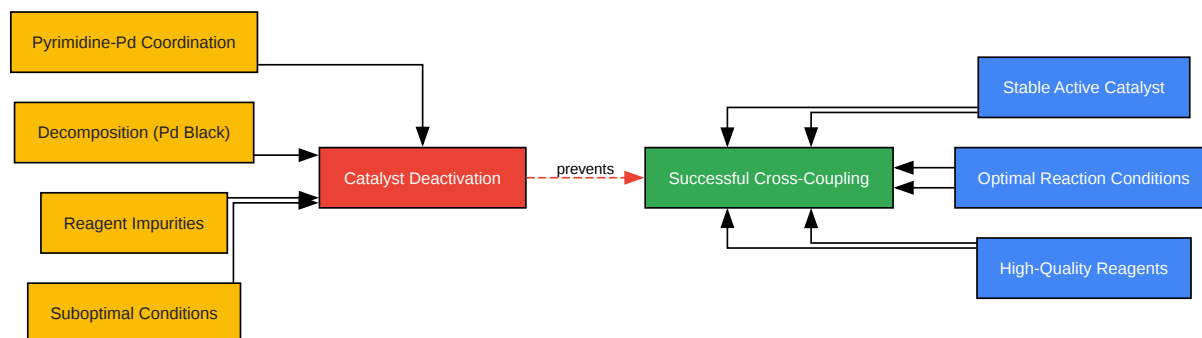 Pyrimidine-Pd Coordination
Decomposition (Pd Black)
Reagent Impurities
Suboptimal Conditions
Catalyst Deactivation
prevents
Successful Cross-Coupling
Stable Active Catalyst
Optimal Reaction Conditions
High-Quality Reagents